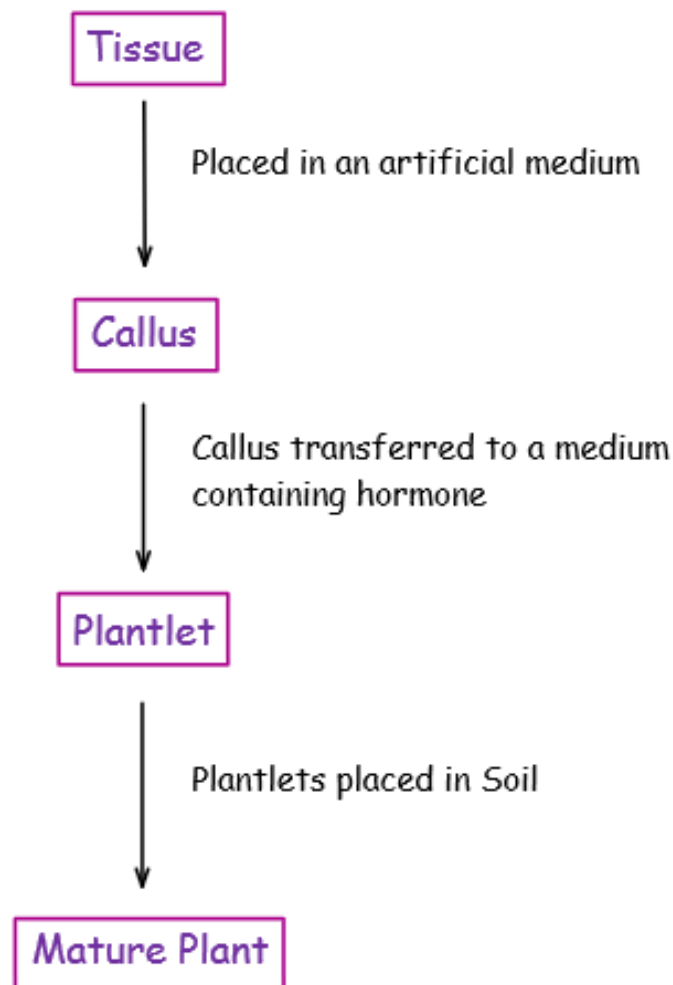 Tissue
Placed in an artificial medium
Callus
Callus transferred to a medium
containing hormone
Plantlet
Plantlets placed in Soil
Mature Plant